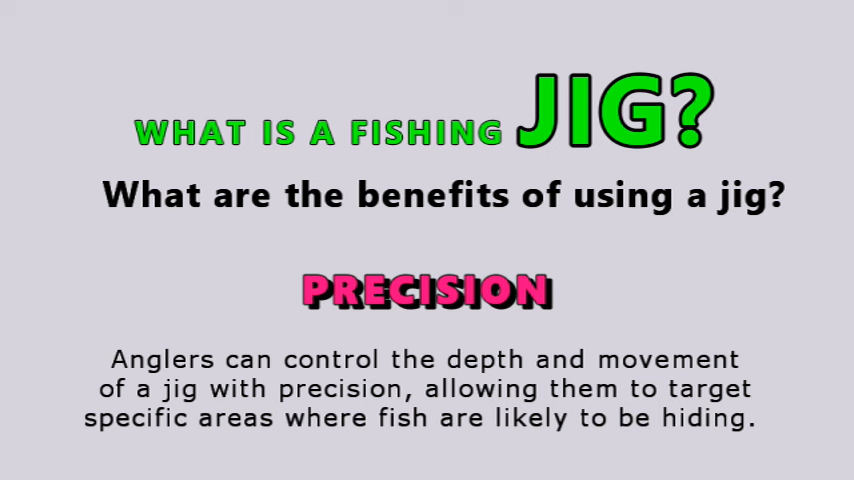 WHAT IS A FISHING JIG?
What are the benefits of using a jig?
PRECISION
Anglers can control the depth and movement
of a jig with precision, allowing them to target
specific areas where fish are likely to be hiding.